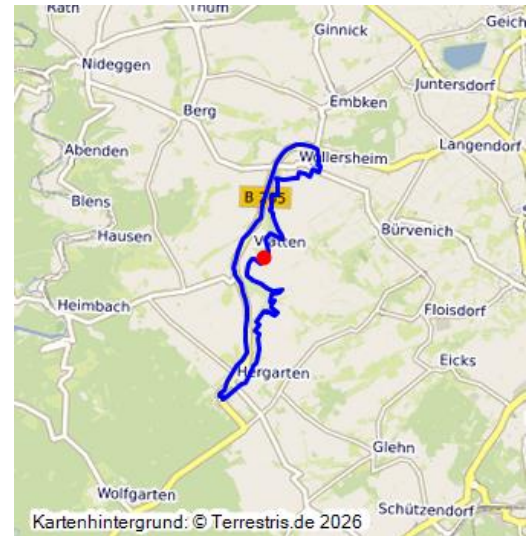 Rath
Thum
Ginnick
Geich
Nideggen
Juntersdorf
Berg
Embken
Abenden
Wollersheim
Langendorf
Blens
B 265
Hausen
Vlatten
Bürvenich
Heimbach
Floisdorf
Eicks
Hergarten
Glehn
Wolfgarten
Schützendorf
Kartenhintergrund: © Terrestris.de 2026